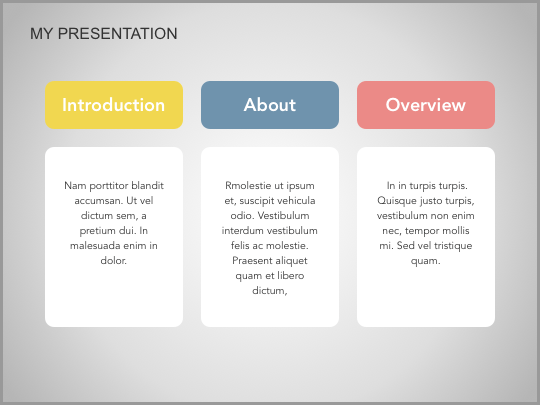 MY PRESENTATION
Introduction
Nam porttitor blandit
accumsan. Ut vel
dictum sem, a
pretium dui. In
malesuada enim in
dolor.
About
Rmolestie ut ipsum
et, suscipit vehicula
odio. Vestibulum
interdum vestibulum
felis ac molestie.
Praesent aliquet
quam et libero
dictum,
Overview
In in turpis turpis.
Quisque justo turpis,
vestibulum non enim
nec, tempor mollis
mi. Sed vel tristique
quam.